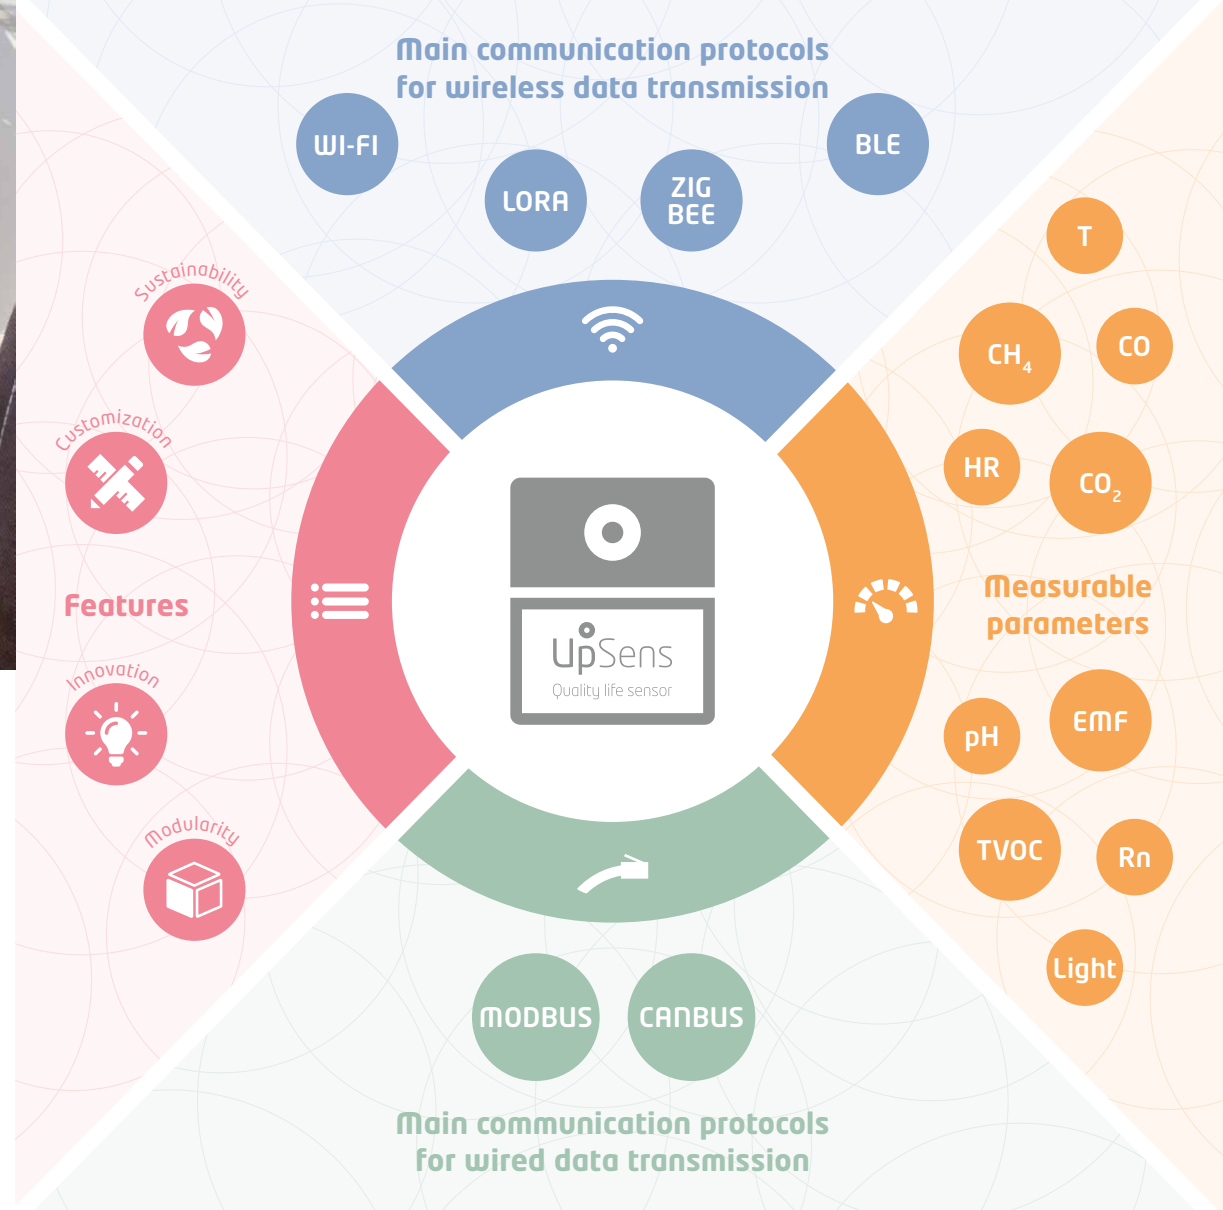 Main communication protocols
for wireless data transmission
WI-FI
LORA
ZIG
BEE
BLE
Sustainability
Customization
Features
Innovation
Modularity
UpSens
Quality life sensor
T
CH₄
CO
HR
CO₂
Measurable
parameters
pH
EMF
TVOC
Rn
Light
MODBUS
CANBUS
Main communication protocols
for wired data transmission